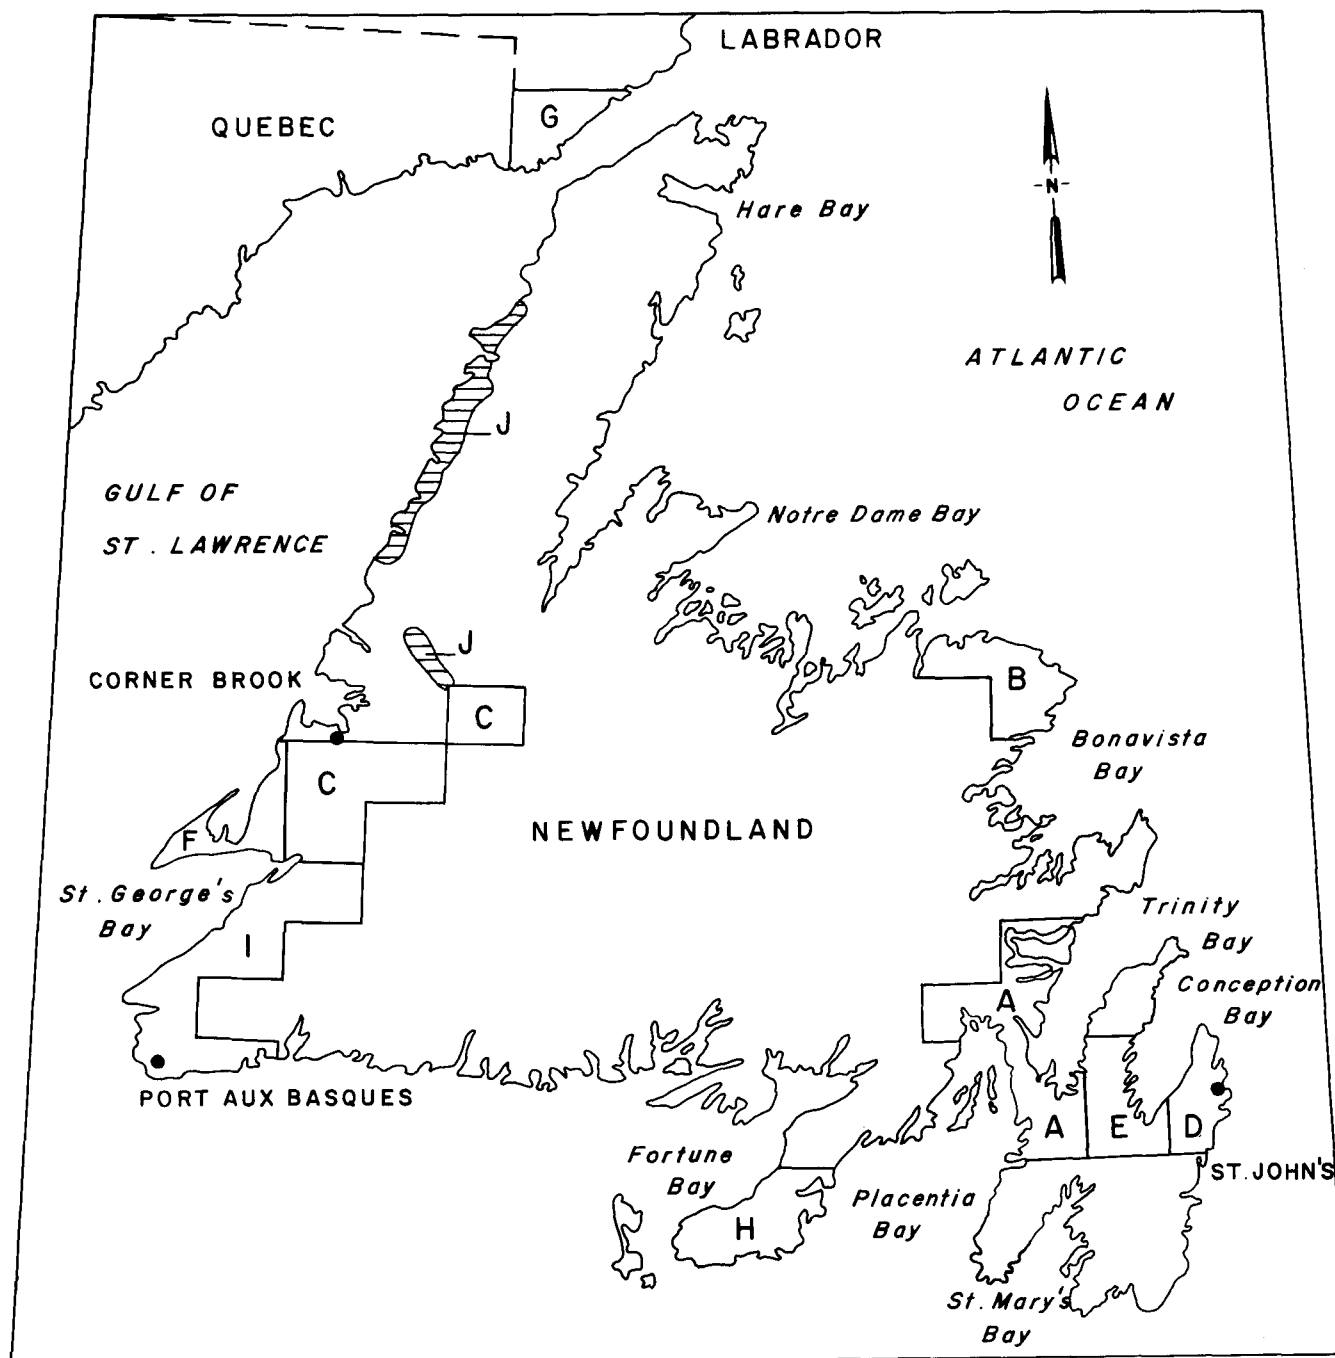 LABRADOR
G
QUEBEC
-N-
Hare Bay
ATLANTIC
OCEAN
J
GULF OF
ST. LAWRENCE
Notre Dame Bay
J
CORNER BROOK
B
C
Bonavista
Bay
C
NEWFOUNDLAND
F
St. George's
Bay
Trinity
Bay
I
Conception
Bay
A
PORT AUX BASQUES
A
E
D
Fortune
Bay
ST. JOHN'S
Placentia
Bay
H
St. Mary's
Bay